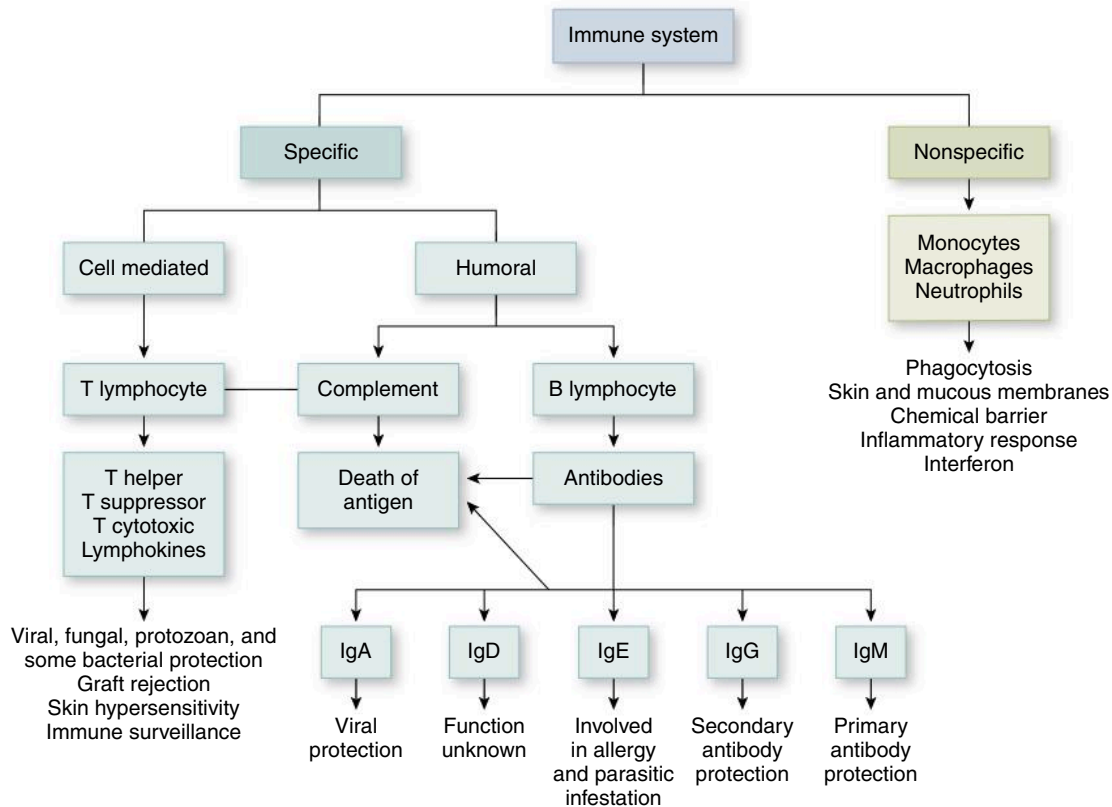 Immune system
Specific
Nonspecific
Cell mediated
Humoral
Monocytes
Macrophages
Neutrophils
T lymphocyte
Complement
B lymphocyte
Phagocytosis
Skin and mucous membranes
Chemical barrier
Inflammatory response
Interferon
T helper
T suppressor
T cytotoxic
Lymphokines
Death of
antigen
Antibodies
Viral, fungal, protozoan, and
some bacterial protection
Graft rejection
Skin hypersensitivity
Immune surveillance
IgA
IgD
IgE
IgG
IgM
Viral
protection
Function
unknown
Involved
in allergy
and parasitic
infestation
Secondary
antibody
protection
Primary
antibody
protection